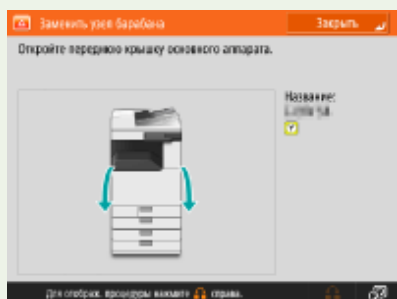 Заменить узел барабана
Закрыть
Откройте переднюю крышку основного аппарата.
Название:
Для отображ. процедуры нажмите справа.